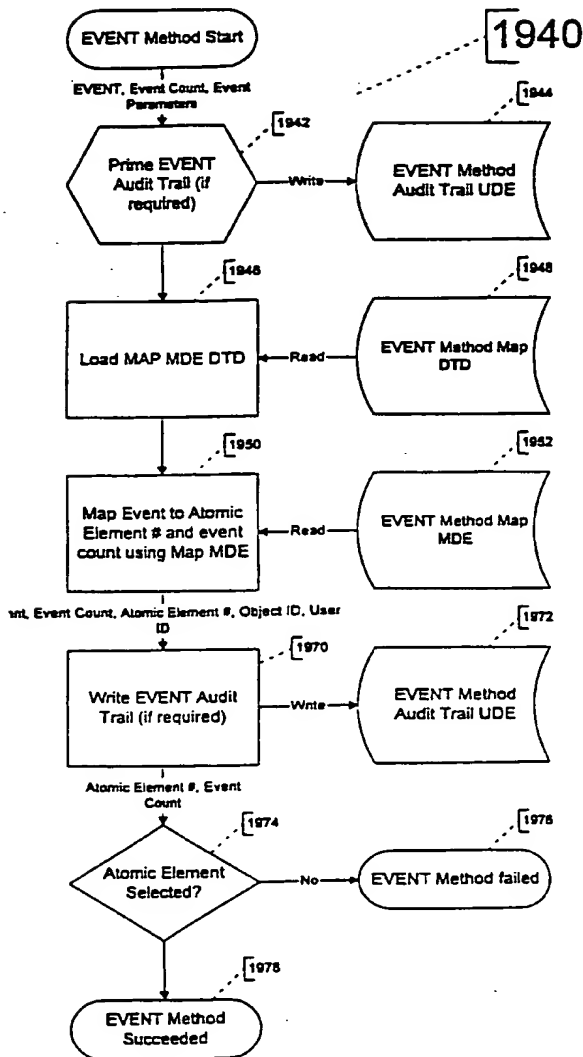 EVENT Method Start
1940
EVENT, Event Count, Event
Parameters
1942
1944
Prime EVENT
Audit Trail (if
required)
Write
EVENT Method
Audit Trail UDE
1946
1948
Load MAP MDE DTD
Read
EVENT Method Map
DTD
1950
1952
Map Event to Atomic
Element # and event
count using Map MDE
Read
EVENT Method Map
MDE
nt, Event Count, Atomic Element #, Object ID, User
ID
1970
1972
Write EVENT Audit
Trail (if required)
Write
EVENT Method
Audit Trail UDE
Atomic Element #, Event
Count
1974
1976
Atomic Element
Selected?
No
EVENT Method failed
1978
EVENT Method
Succeeded